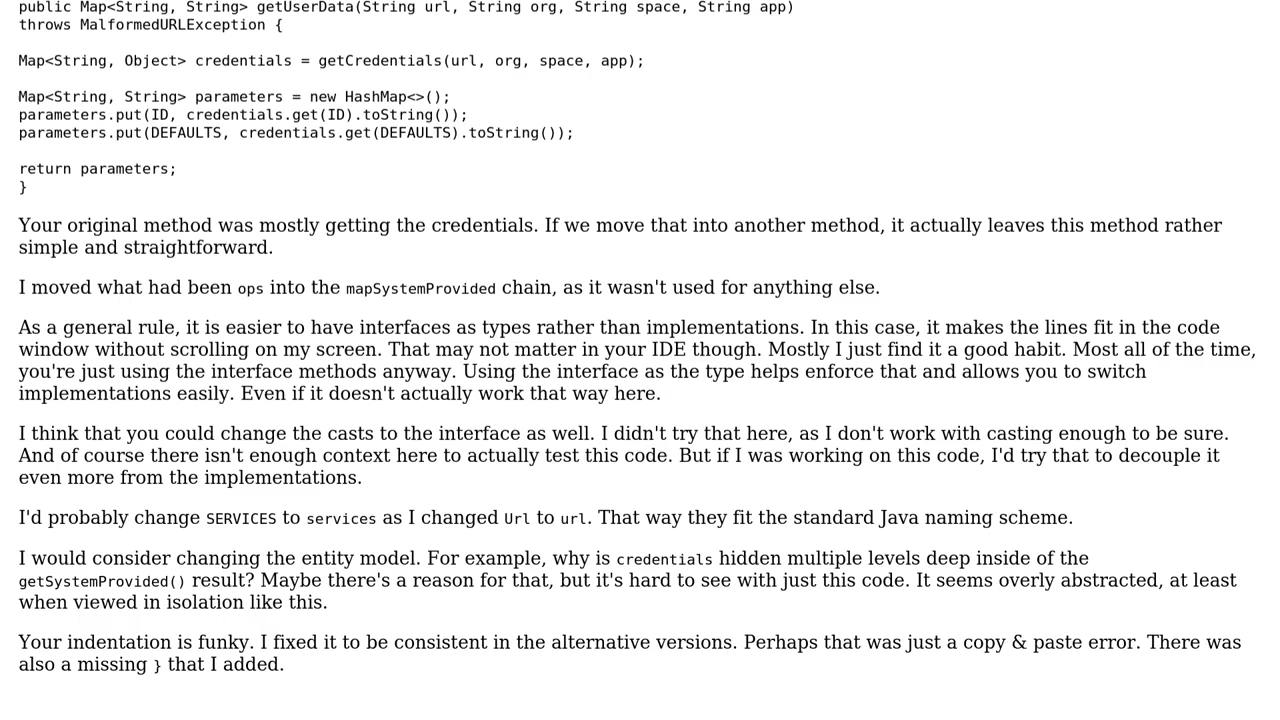 public Map<String, String> getUserData(String url, String org, String space, String app)
throws MalformedURLException {
Map<String, Object> credentials = getCredentials(url, org, space, app);
Map<String, String> parameters = new HashMap<>();
parameters.put(ID, credentials.get(ID).toString());
parameters.put(DEFAULTS, credentials.get(DEFAULTS).toString());
return parameters;
}
Your original method was mostly getting the credentials. If we move that into another method, it actually leaves this method rather
simple and straightforward.
I moved what had been ops into the mapSystemProvided chain, as it wasn't used for anything else.
As a general rule, it is easier to have interfaces as types rather than implementations. In this case, it makes the lines fit in the code
window without scrolling on my screen. That may not matter in your IDE though. Mostly I just find it a good habit. Most all of the time,
you're just using the interface methods anyway. Using the interface as the type helps enforce that and allows you to switch
implementations easily. Even if it doesn't actually work that way here.
I think that you could change the casts to the interface as well. I didn't try that here, as I don't work with casting enough to be sure.
And of course there isn't enough context here to actually test this code. But if I was working on this code, I'd try that to decouple it
even more from the implementations.
I'd probably change SERVICES to services as I changed Url to url. That way they fit the standard Java naming scheme.
I would consider changing the entity model. For example, why is credentials hidden multiple levels deep inside of the
getSystemProvided() result? Maybe there's a reason for that, but it's hard to see with just this code. It seems overly abstracted, at least
when viewed in isolation like this.
Your indentation is funky. I fixed it to be consistent in the alternative versions. Perhaps that was just a copy & paste error. There was
also a missing } that I added.